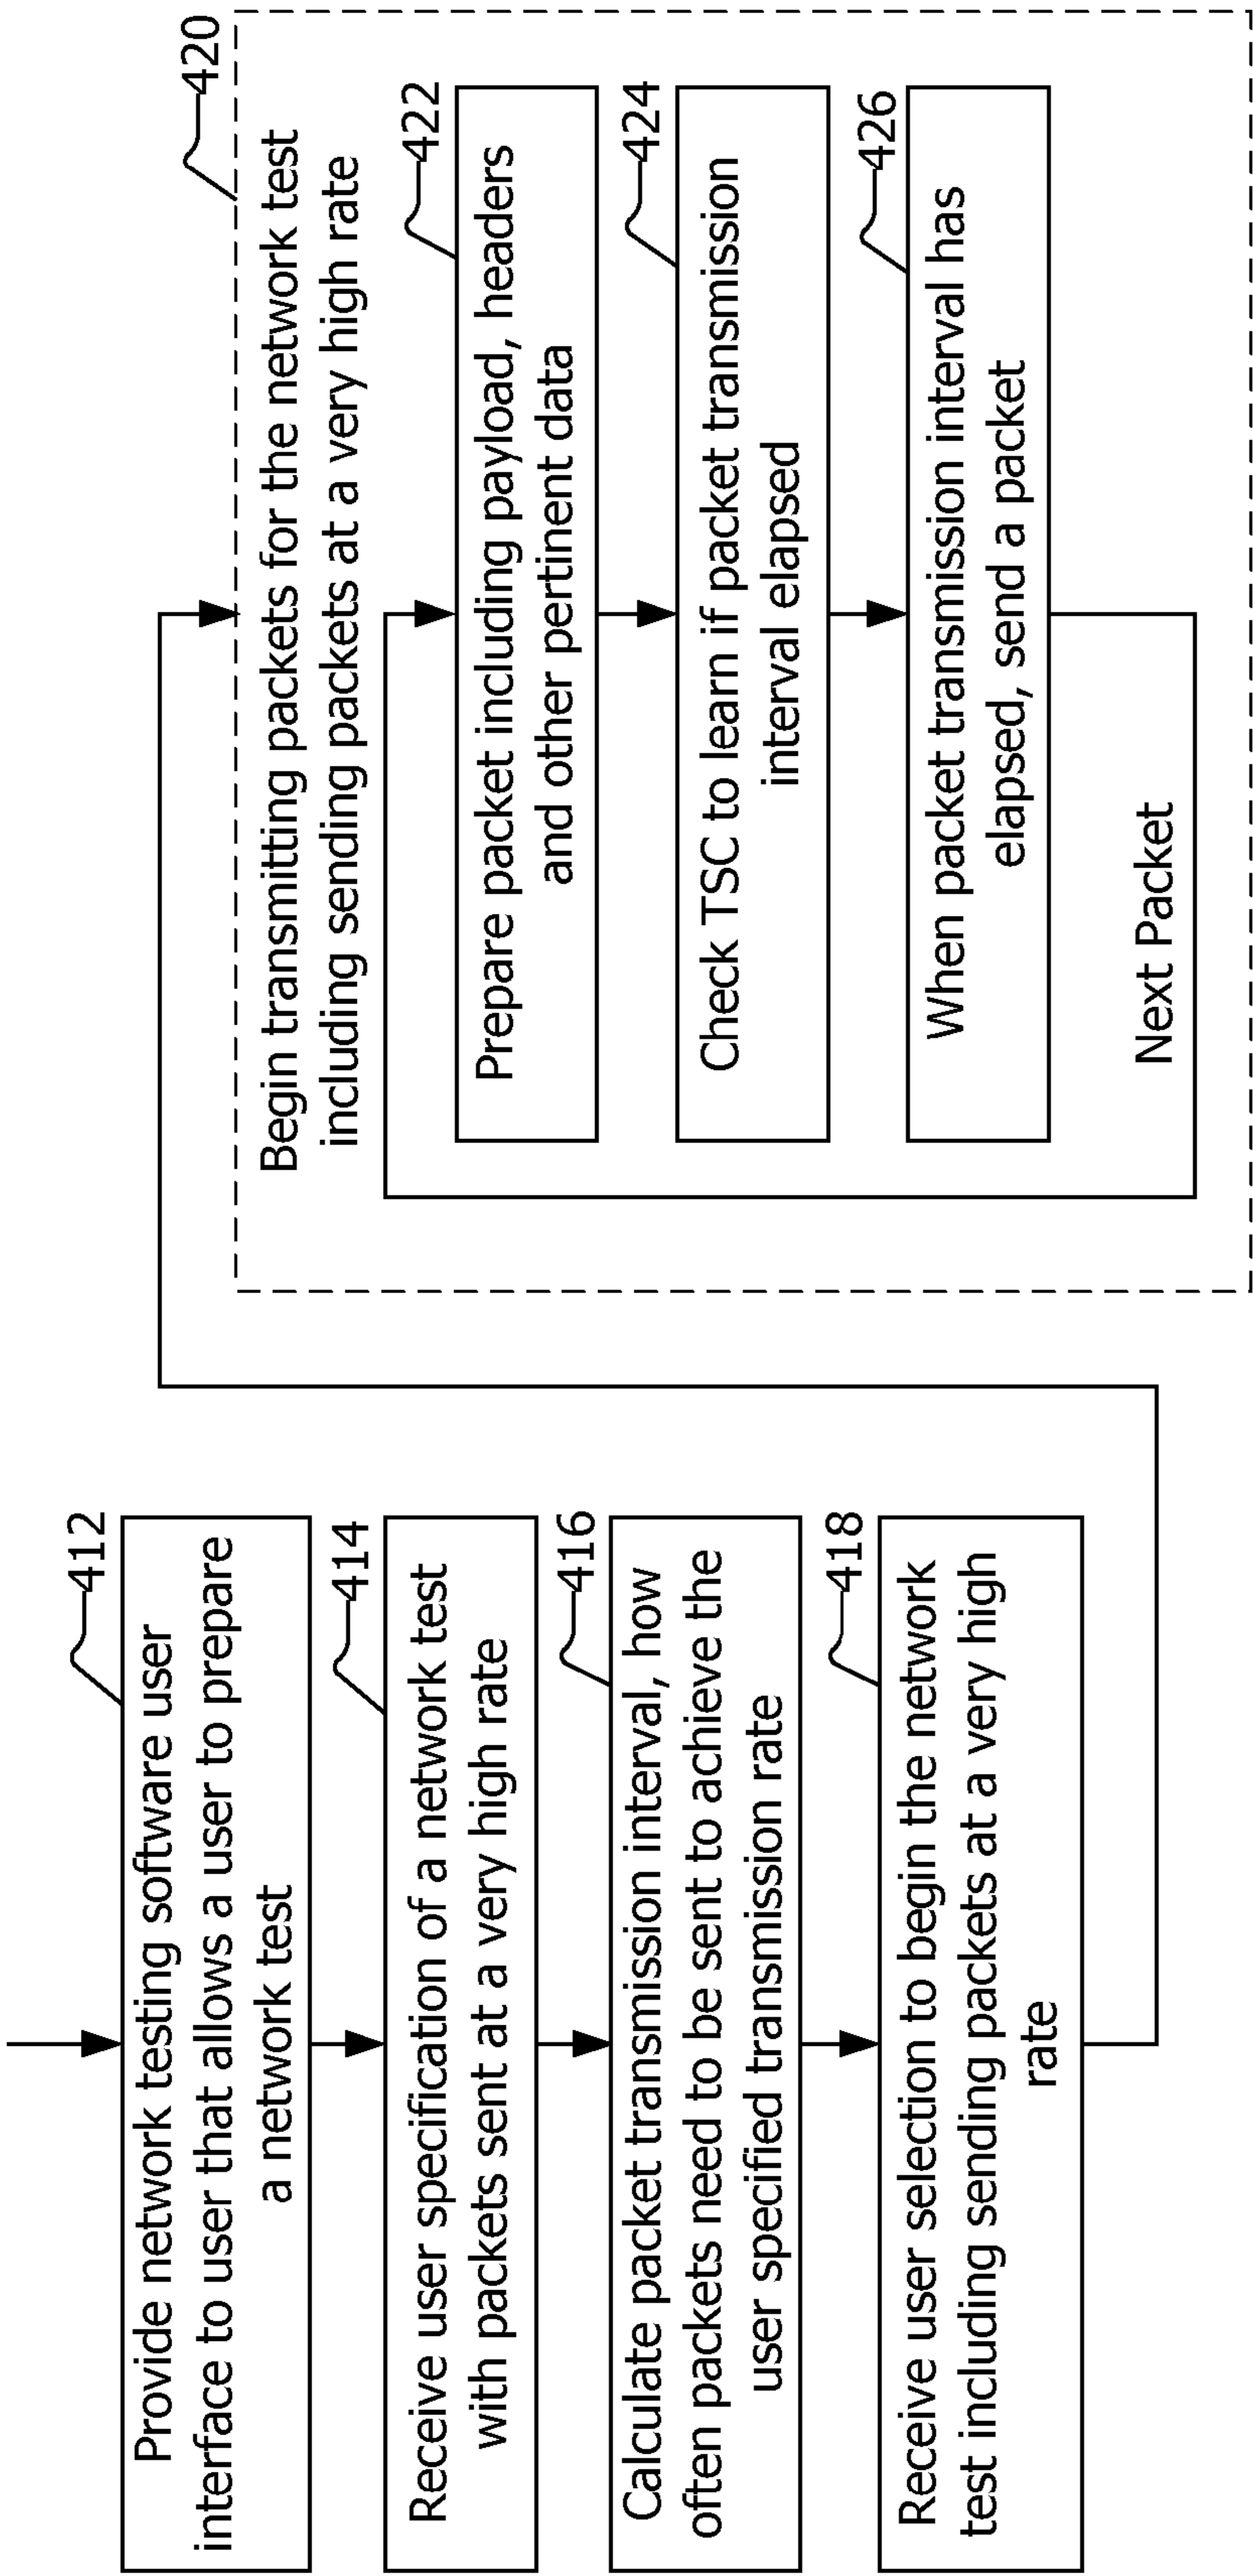 412
Provide network testing software user
interface to user that allows a user to prepare
a network test
414
Receive user specification of a network test
with packets sent at a very high rate
416
Calculate packet transmission interval, how
often packets need to be sent to achieve the
user specified transmission rate
418
Receive user selection to begin the network
test including sending packets at a very high
rate
420
Begin transmitting packets for the network test
including sending packets at a very high rate
422
Prepare packet including payload, headers
and other pertinent data
424
Check TSC to learn if packet transmission
interval elapsed
426
When packet transmission interval has
elapsed, send a packet
Next Packet